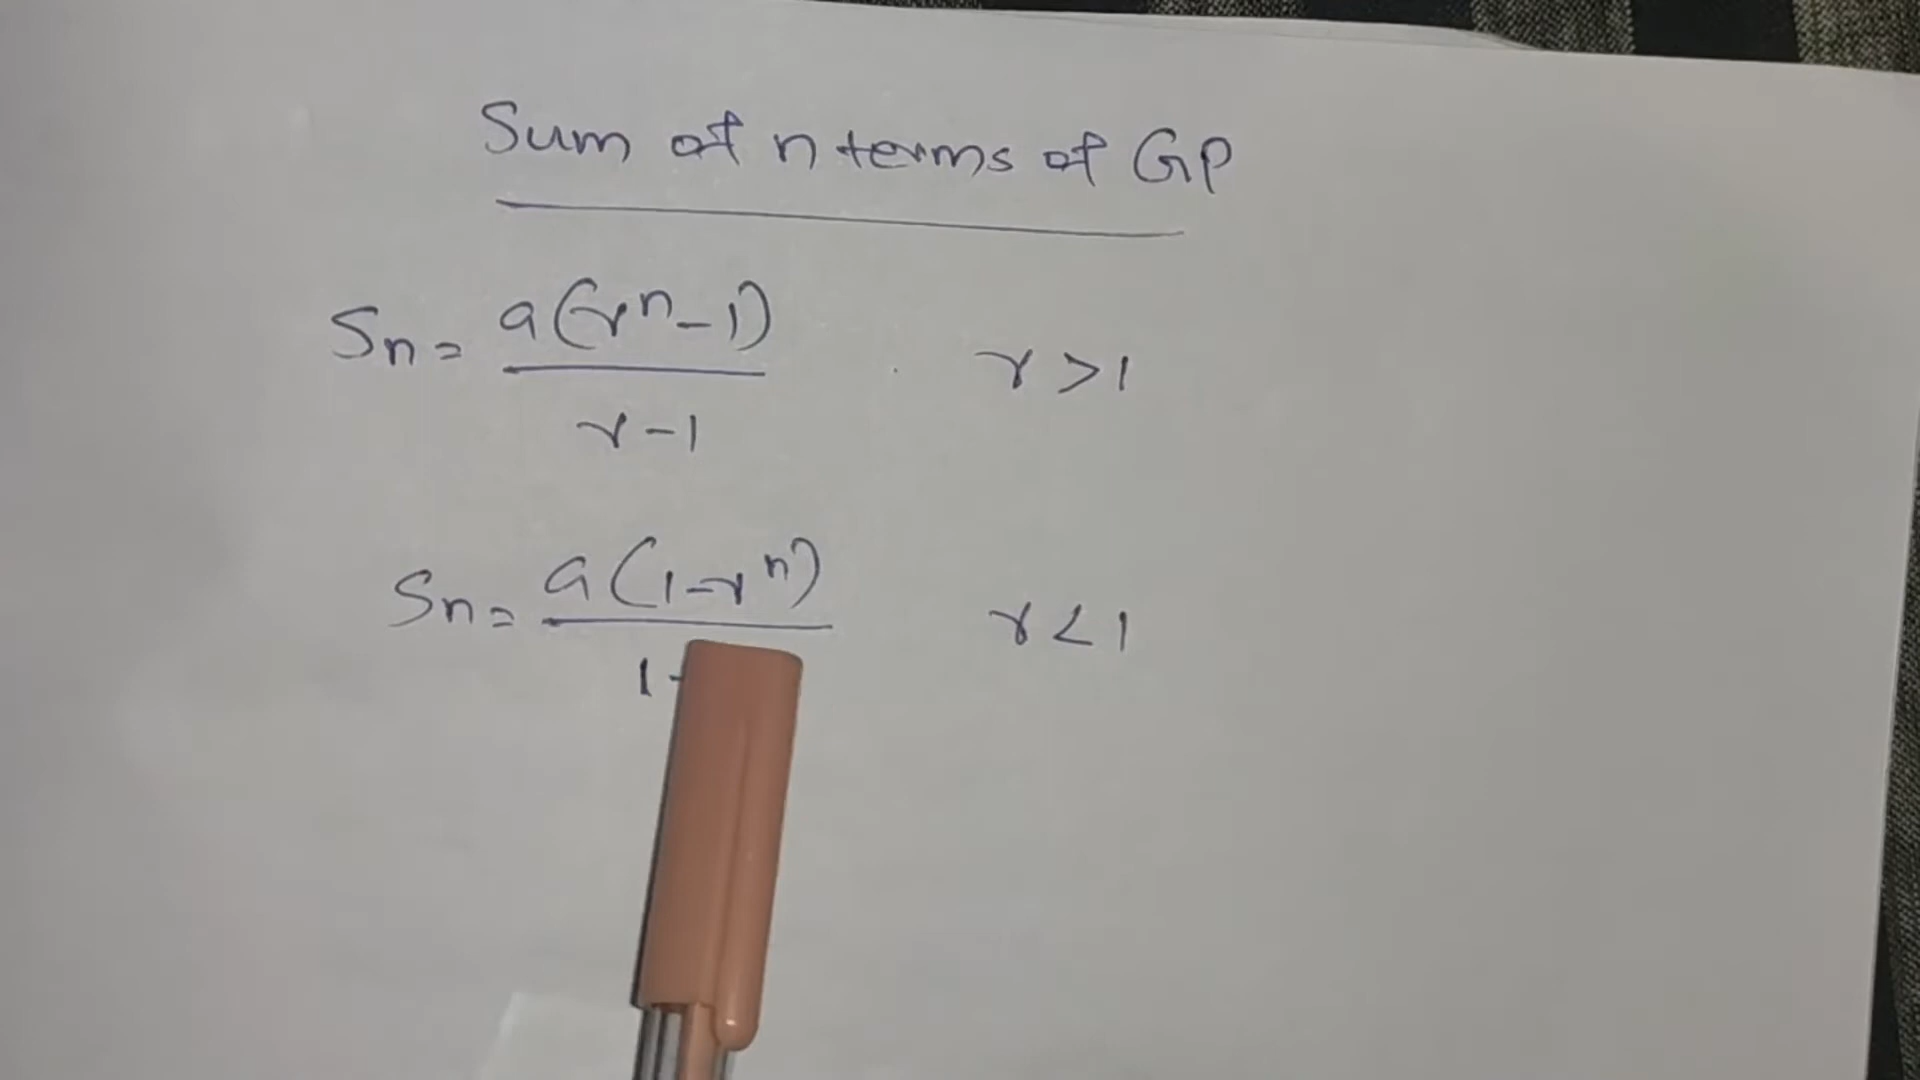 Sum of n terms of GP
Sn = a(r^n - 1) / r - 1    r > 1
Sn = a(1 - r^n) / 1 -    r < 1